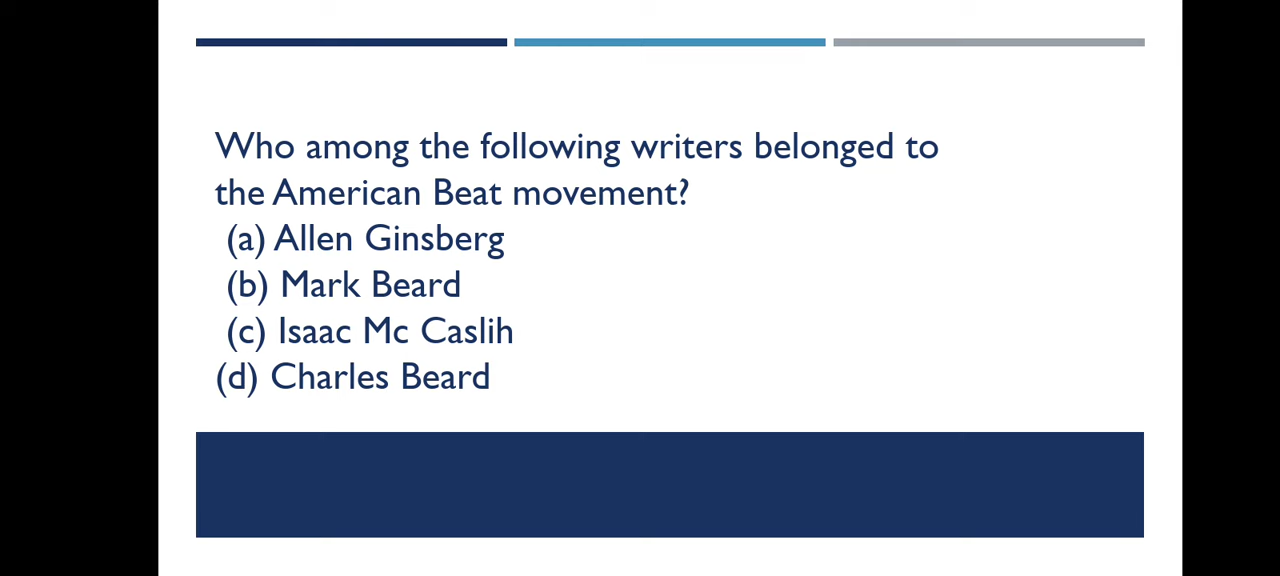 Who among the following writers belonged to
the American Beat movement?
(a) Allen Ginsberg
(b) Mark Beard
(c) Isaac Mc Caslih
(d) Charles Beard